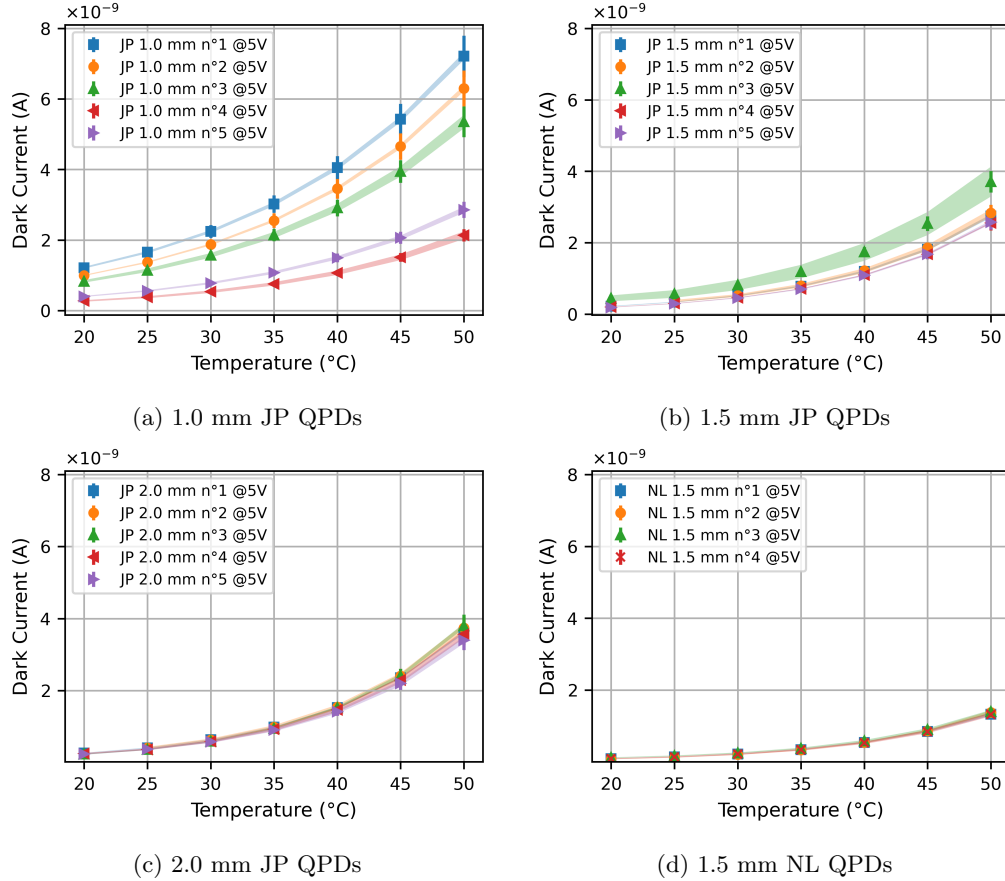 ×10⁻⁹
8
6
4
2
0
Dark Current (A)
JP 1.0 mm n°1 @5V
JP 1.0 mm n°2 @5V
JP 1.0 mm n°3 @5V
JP 1.0 mm n°4 @5V
JP 1.0 mm n°5 @5V
20 25 30 35 40 45 50
Temperature (°C)
(a) 1.0 mm JP QPDs
×10⁻⁹
8
6
4
2
0
Dark Current (A)
JP 1.5 mm n°1 @5V
JP 1.5 mm n°2 @5V
JP 1.5 mm n°3 @5V
JP 1.5 mm n°4 @5V
JP 1.5 mm n°5 @5V
20 25 30 35 40 45 50
Temperature (°C)
(b) 1.5 mm JP QPDs
×10⁻⁹
8
6
4
2
Dark Current (A)
JP 2.0 mm n°1 @5V
JP 2.0 mm n°2 @5V
JP 2.0 mm n°3 @5V
JP 2.0 mm n°4 @5V
JP 2.0 mm n°5 @5V
20 25 30 35 40 45 50
Temperature (°C)
(c) 2.0 mm JP QPDs
×10⁻⁹
8
6
4
2
Dark Current (A)
NL 1.5 mm n°1 @5V
NL 1.5 mm n°2 @5V
NL 1.5 mm n°3 @5V
NL 1.5 mm n°4 @5V
20 25 30 35 40 45 50
Temperature (°C)
(d) 1.5 mm NL QPDs